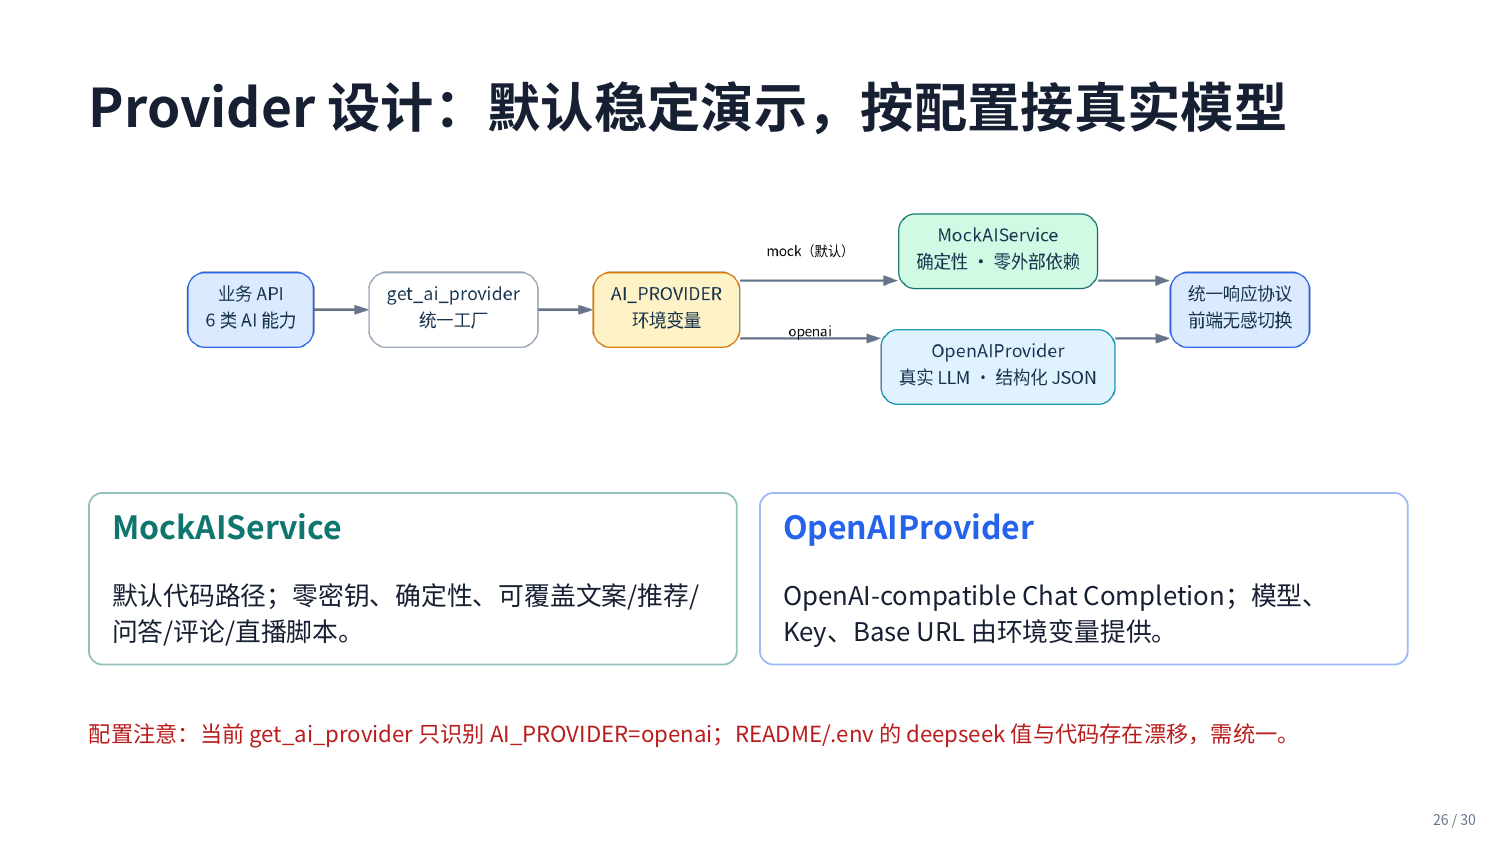 Provider 设计：默认稳定演示，按配置接真实模型
业务 API
6 类 AI 能力
get_ai_provider
统一工厂
AI_PROVIDER
环境变量
mock（默认）
openai
MockAIService
确定性 · 零外部依赖
OpenAIProvider
真实 LLM · 结构化 JSON
统一响应协议
前端无感切换
MockAIService
默认代码路径；零密钥、确定性、可覆盖文案/推荐/
问答/评论/直播脚本。
OpenAIProvider
OpenAI-compatible Chat Completion；模型、
Key、Base URL 由环境变量提供。
配置注意：当前 get_ai_provider 只识别 AI_PROVIDER=openai；README/.env 的 deepseek 值与代码存在漂移，需统一。
26 / 30